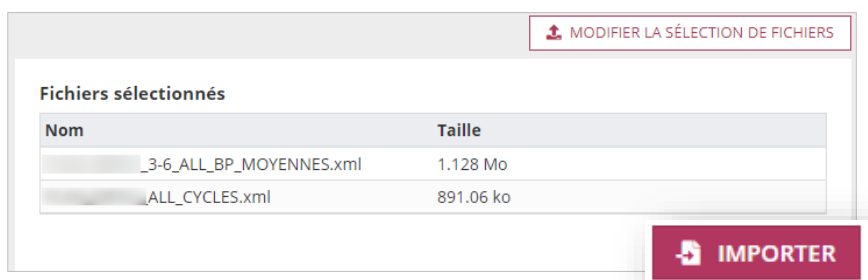 MODIFIER LA SÉLECTION DE FICHIERS
Fichiers sélectionnés
Nom Taille
_3-6_ALL_BP_MOYENNES.xml 1.128 Mo
_ALL_CYCLES.xml 891.06 ko
IMPORTER